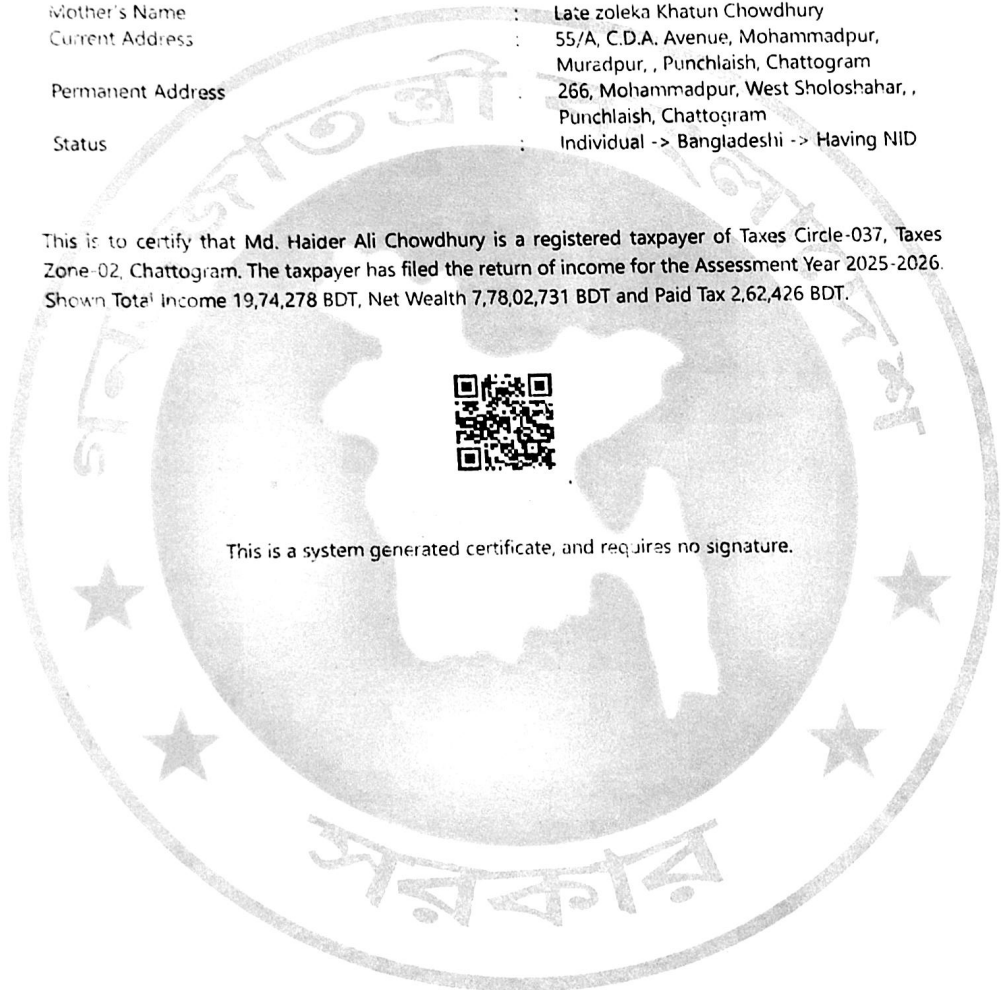 Mother's Name : Late zoleka Khatun Chowdhury
Current Address : 55/A, C.D.A. Avenue, Mohammadpur,
Muradpur, , Punchlaish, Chattogram
Permanent Address : 266, Mohammadpur, West Sholoshahar, ,
Punchlaish, Chattogram
Status : Individual -> Bangladeshi -> Having NID
This is to certify that Md. Haider Ali Chowdhury is a registered taxpayer of Taxes Circle-037, Taxes
Zone-02, Chattogram. The taxpayer has filed the return of income for the Assessment Year 2025-2026.
Shown Total Income 19,74,278 BDT, Net Wealth 7,78,02,731 BDT and Paid Tax 2,62,426 BDT.
This is a system generated certificate, and requires no signature.
গণপ্রজাতন্ত্রী বাংলাদেশ
সরকার